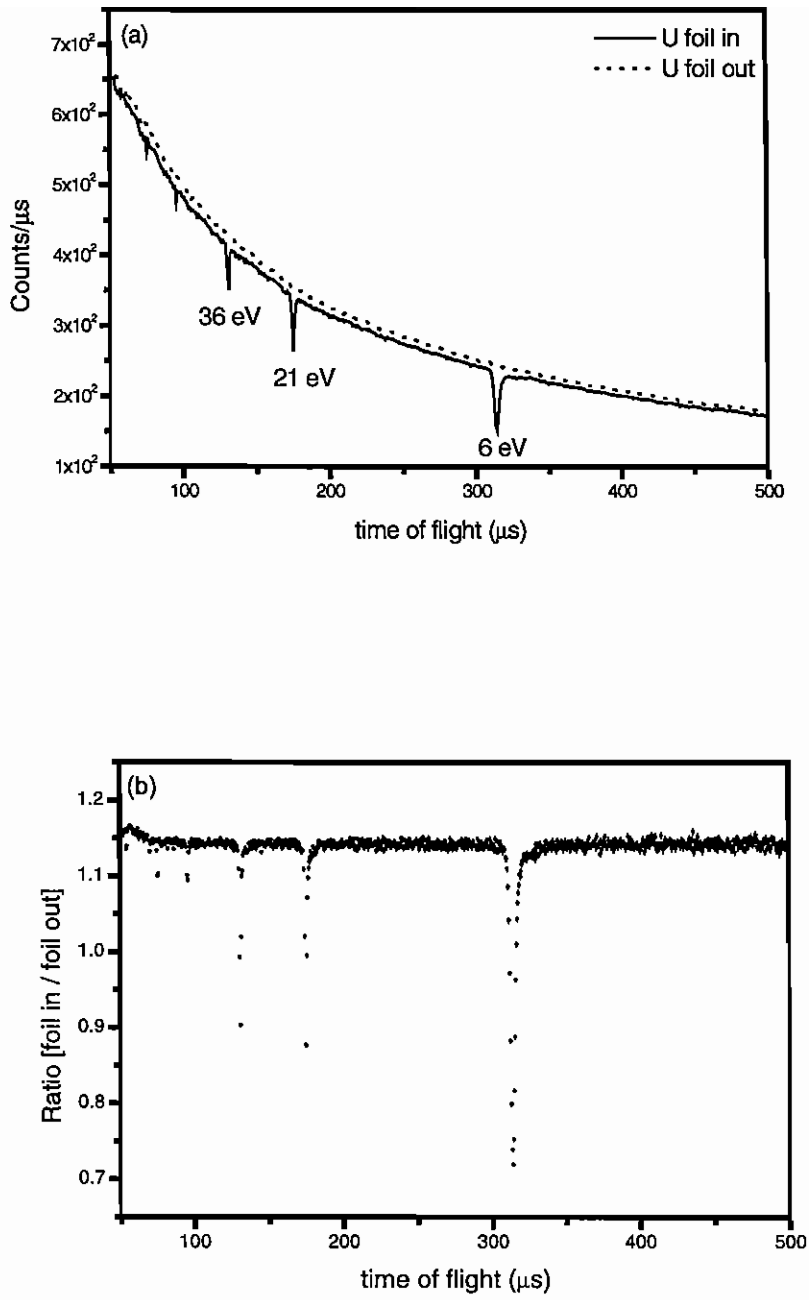 (a)
U foil in
U foil out
7x10²
6x10²
5x10²
4x10²
3x10²
2x10²
1x10²
Counts/μs
36 eV
21 eV
6 eV
100 200 300 400 500
time of flight (μs)
(b)
1.2
1.1
1.0
0.9
0.8
0.7
Ratio [foil in / foil out]
100 200 300 400 500
time of flight (μs)